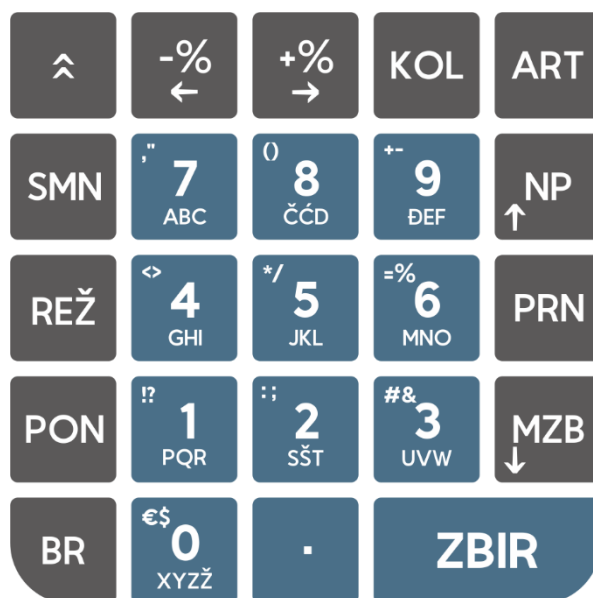 -% +% KOL ART
← →
SMN ," 7 ABC () 8 ČĆD +- 9 ĐEF NP ↑
REŽ <> 4 GHI */ 5 JKL =% 6 MNO PRN
PON !? 1 PQR :; 2 SŠT #& 3 UVW MZB ↓
BR €$ 0 XYZŽ . ZBIR